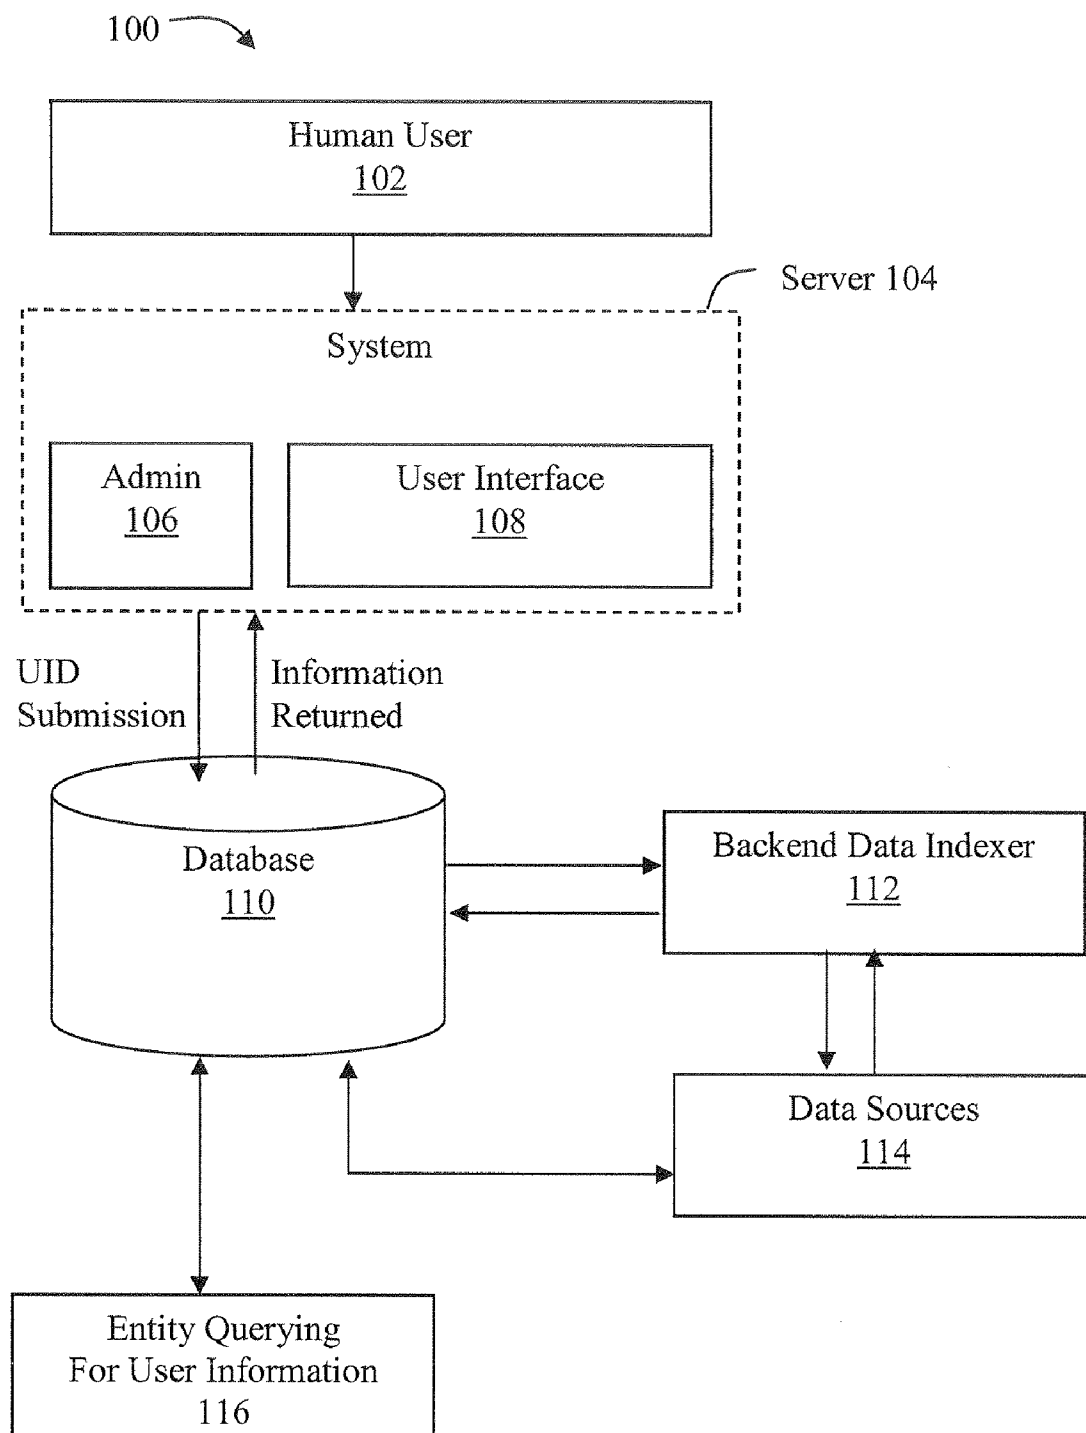 100
Human User
102
Server 104
System
Admin
106
User Interface
108
UID
Submission
Information
Returned
Database
110
Backend Data Indexer
112
Data Sources
114
Entity Querying
For User Information
116